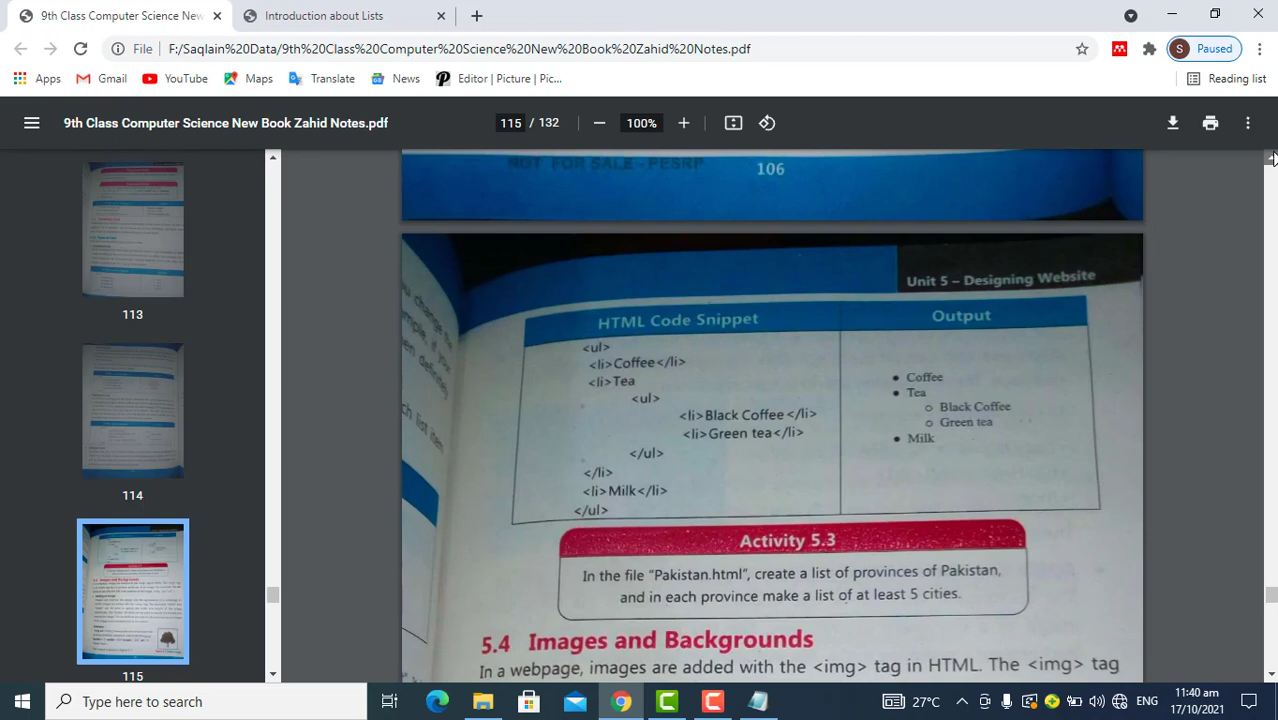 9th Class Computer Science New
Introduction about Lists
File
F:/Saqlain%20Data/9th%20Class%20Computer%20Science%20New%20Book%20Zahid%20Notes.pdf
S Paused
Apps
Gmail
YouTube
Maps
Translate
News
Editor | Picture | Pic...
Reading list
9th Class Computer Science New Book Zahid Notes.pdf
115 / 132
100%
113
114
115
NOT FOR SALE - PESRP
106
Unit 5 – Designing Website
HTML Code Snippet
Output
<ul>
<li>Coffee</li>
<li>Tea
<ul>
<li>Black Coffee </li>
<li>Green tea</li>
</ul>
</li>
<li>Milk</li>
</ul>
• Coffee
• Tea
o Black Coffee
o Green tea
• Milk
Activity 5.3
In the file "Pakistan.html", create a list of provinces of Pakistan,
and in each province make a list of at least 5 cities.
5.4 Images and Backgrounds
In a webpage, images are added with the <img> tag in HTML. The <img> tag
Type here to search
27°C
ENG
11:40 am
17/10/2021